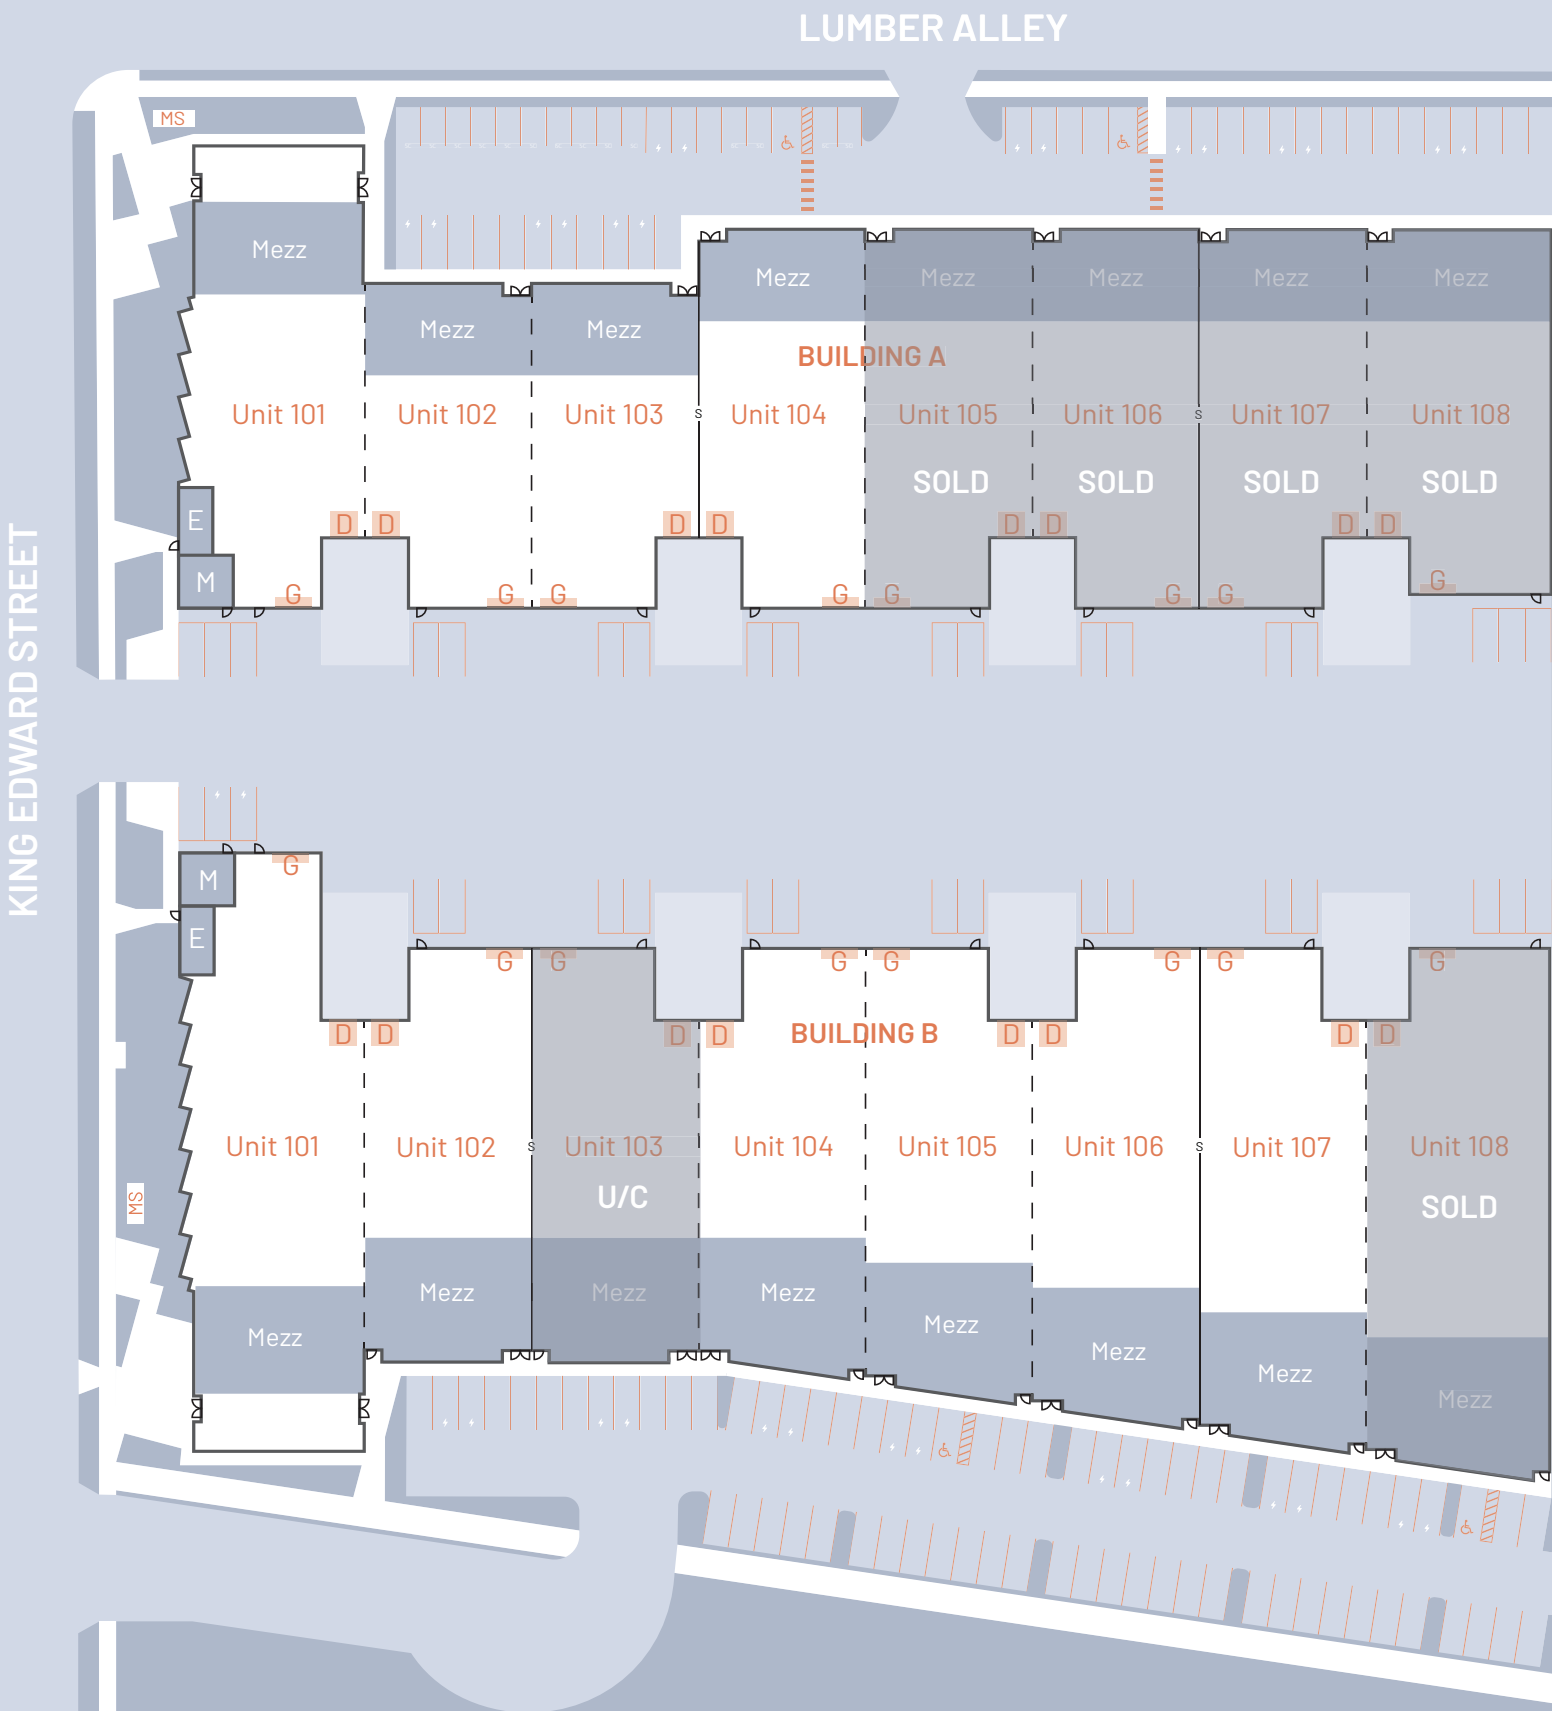 LUMBER ALLEY
MS
Mezz
Mezz
Mezz
Mezz
Mezz
Mezz
Mezz
Mezz
BUILDING A
Unit 101
Unit 102
Unit 103
S
Unit 104
Unit 105
Unit 106
S
Unit 107
Unit 108
SOLD
SOLD
SOLD
SOLD
E
D
D
D
D
D
D
D
D
M
G
G
G
G
G
G
G
G
KING EDWARD STREET
M
G
E
G
G
G
G
G
G
G
D
D
D
D
D
D
D
D
BUILDING B
Unit 101
Unit 102
S
Unit 103
Unit 104
Unit 105
Unit 106
S
Unit 107
Unit 108
MS
U/C
SOLD
Mezz
Mezz
Mezz
Mezz
Mezz
Mezz
Mezz
Mezz